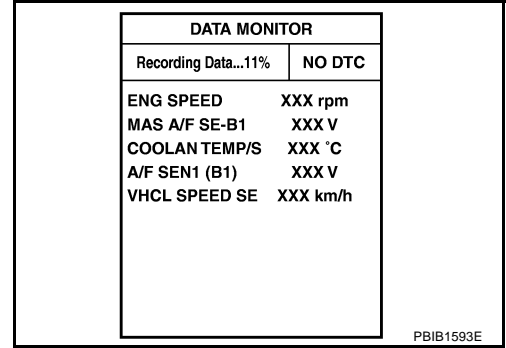 DATA MONITOR
Recording Data...11% NO DTC
ENG SPEED XXX rpm
MAS A/F SE-B1 XXX V
COOLAN TEMP/S XXX °C
A/F SEN1 (B1) XXX V
VHCL SPEED SE XXX km/h
PBIB1593E